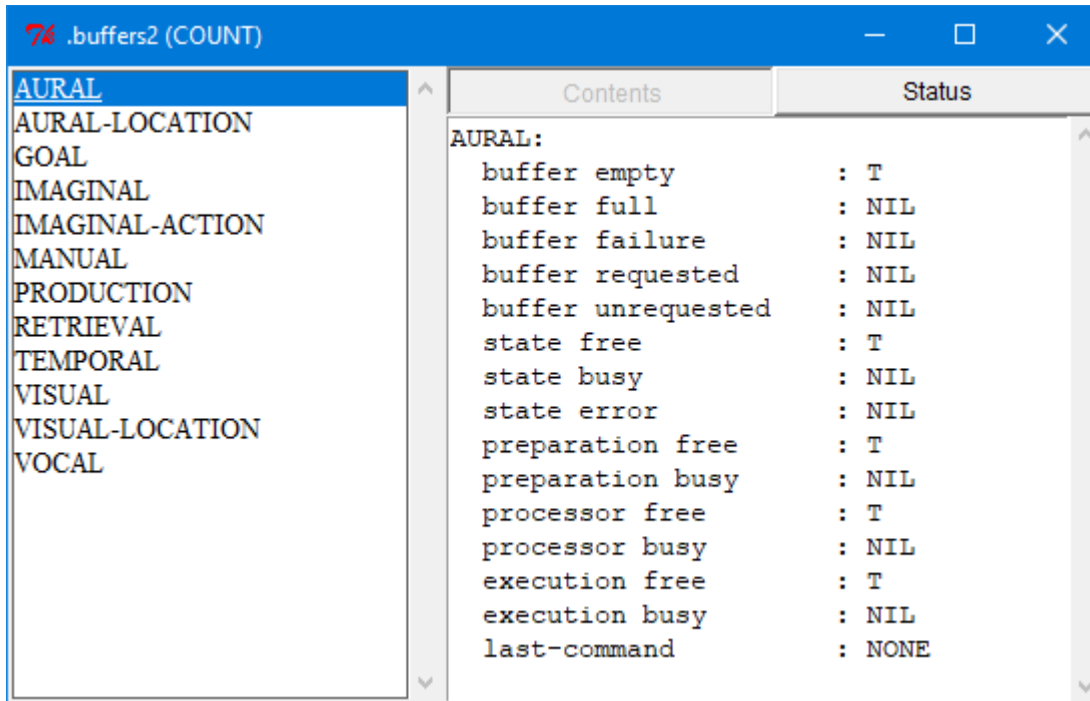 .buffers2 (COUNT)
AURAL
AURAL-LOCATION
GOAL
IMAGINAL
IMAGINAL-ACTION
MANUAL
PRODUCTION
RETRIEVAL
TEMPORAL
VISUAL
VISUAL-LOCATION
VOCAL
Contents Status
AURAL:
buffer empty : T
buffer full : NIL
buffer failure : NIL
buffer requested : NIL
buffer unrequested : NIL
state free : T
state busy : NIL
state error : NIL
preparation free : T
preparation busy : NIL
processor free : T
processor busy : NIL
execution free : T
execution busy : NIL
last-command : NONE